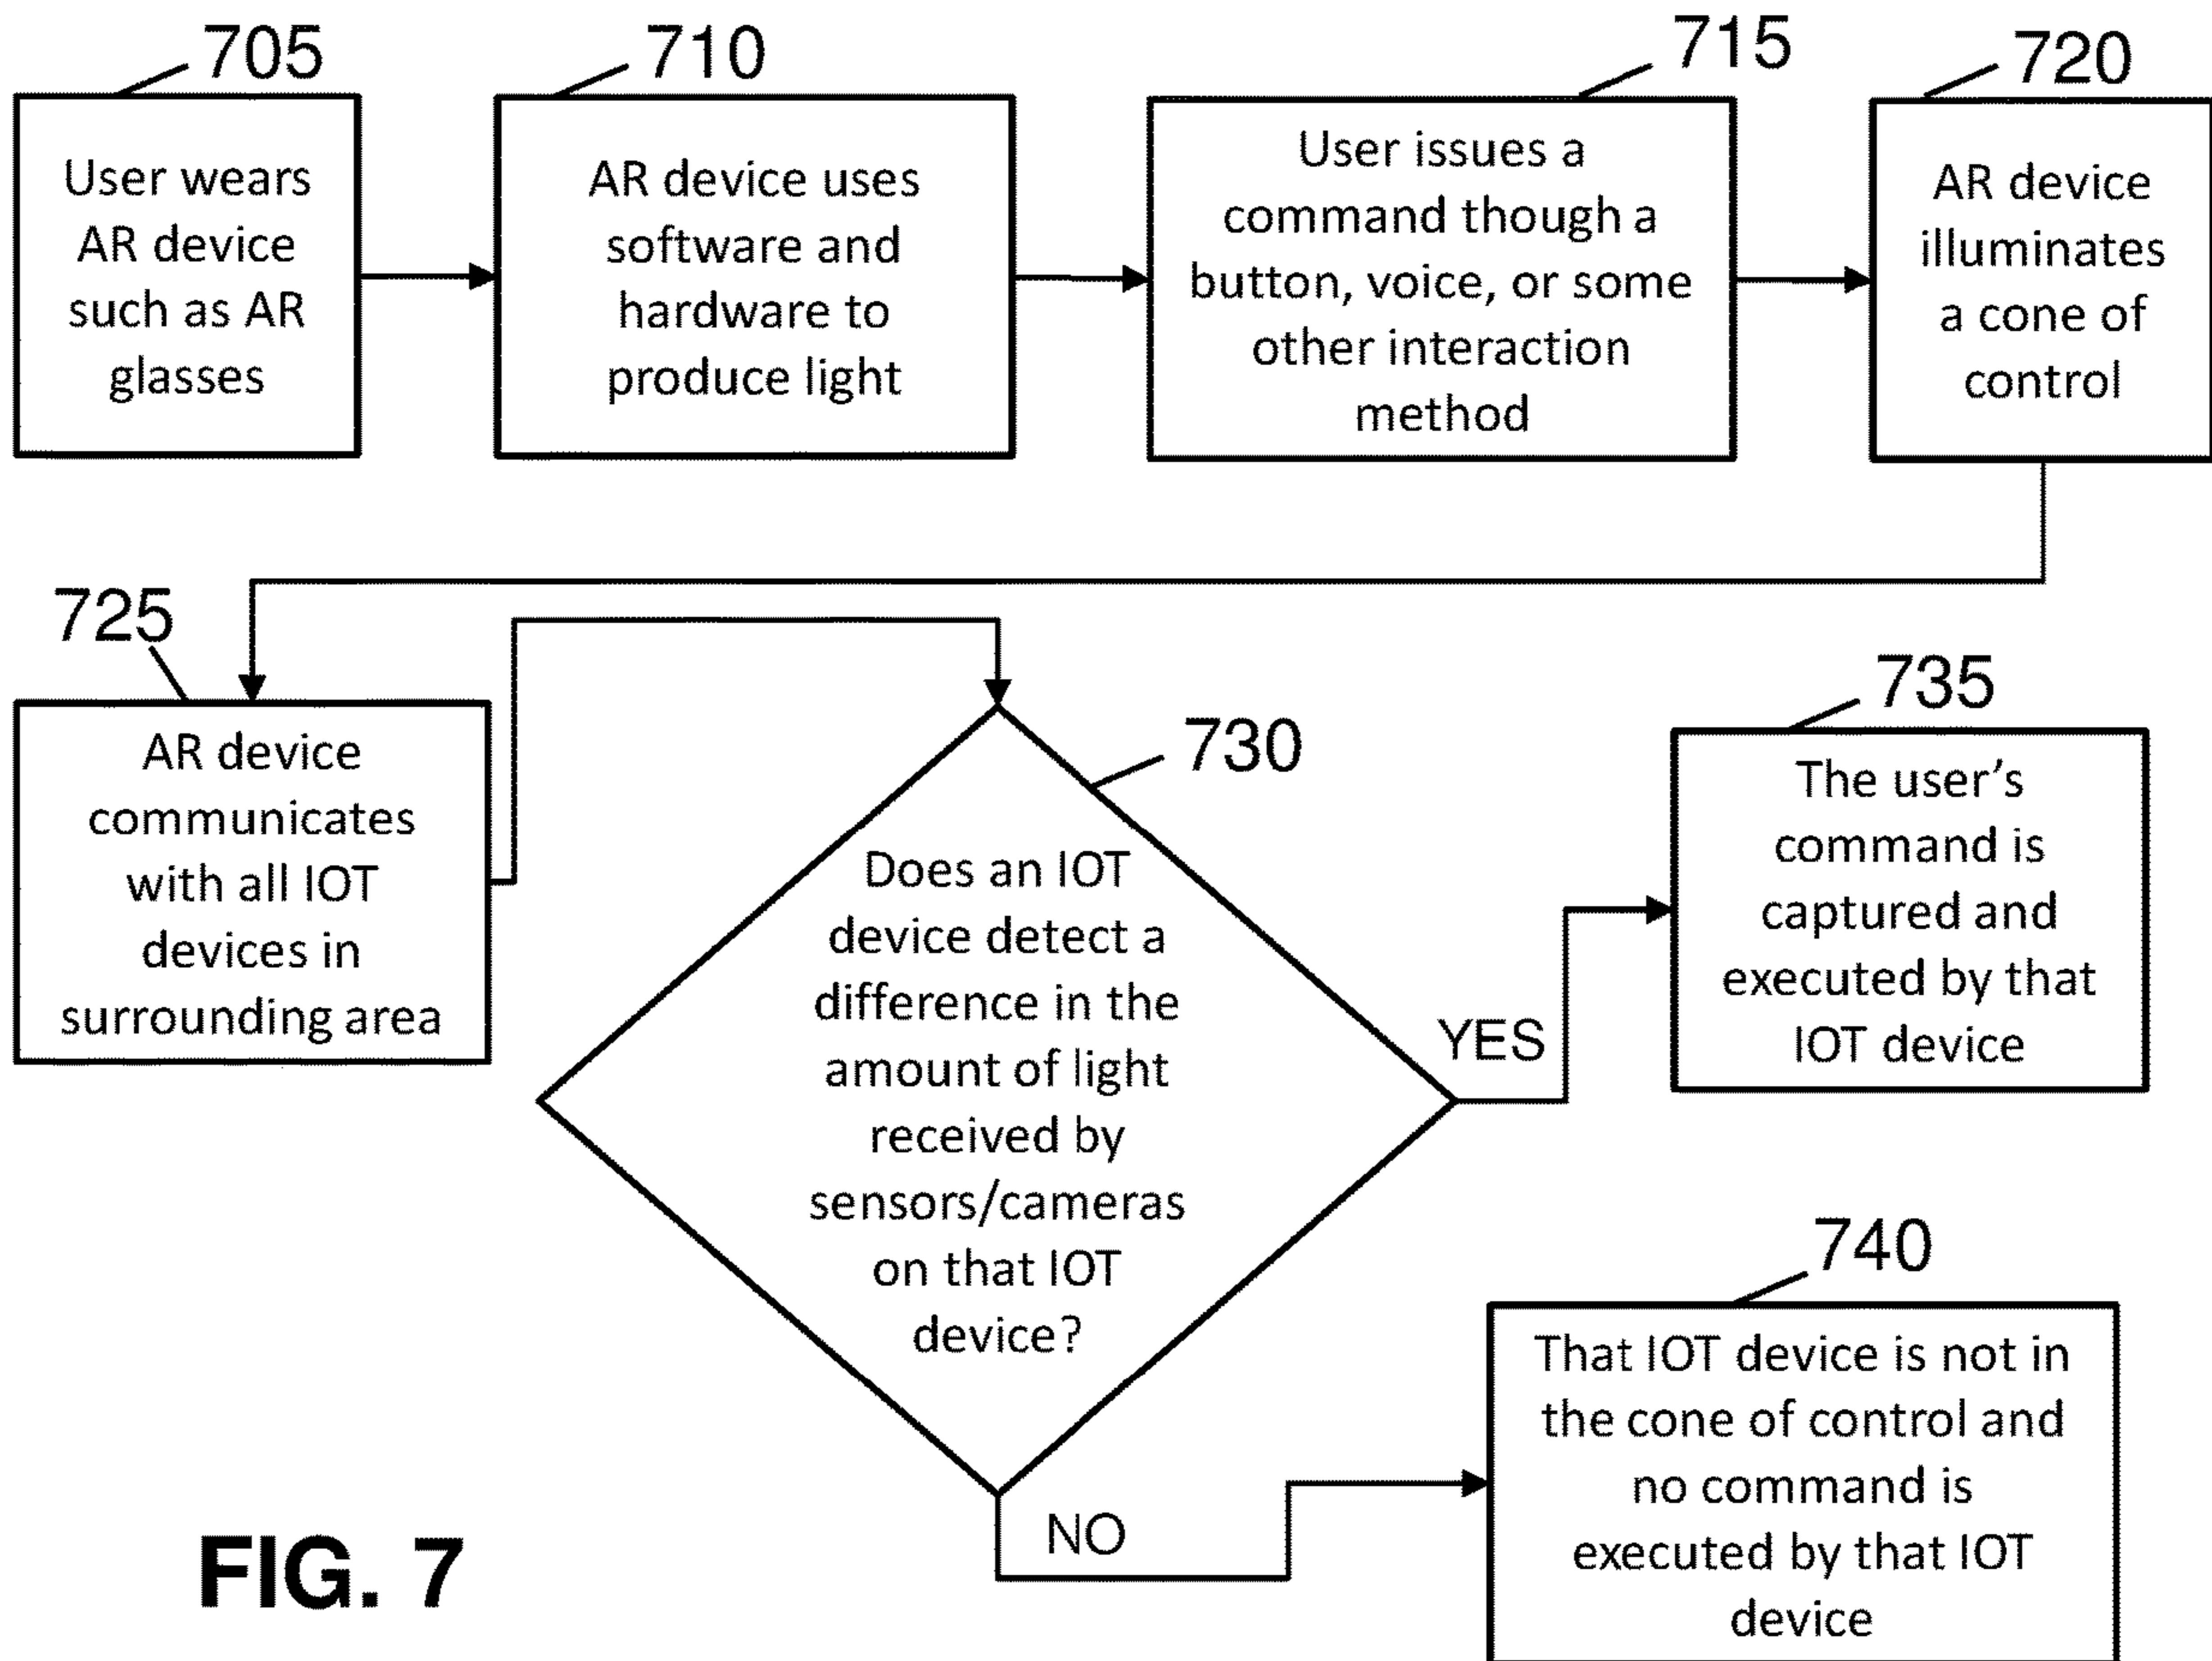 705
User wears
AR device
such as AR
glasses
710
AR device uses
software and
hardware to
produce light
715
User issues a
command though a
button, voice, or some
other interaction
method
720
AR device
illuminates
a cone of
control
725
AR device
communicates
with all IOT
devices in
surrounding area
730
Does an IOT
device detect a
difference in the
amount of light
received by
sensors/cameras
on that IOT
device?
YES
735
The user’s
command is
captured and
executed by that
IOT device
NO
740
That IOT device is not in
the cone of control and
no command is
executed by that IOT
device
FIG. 7